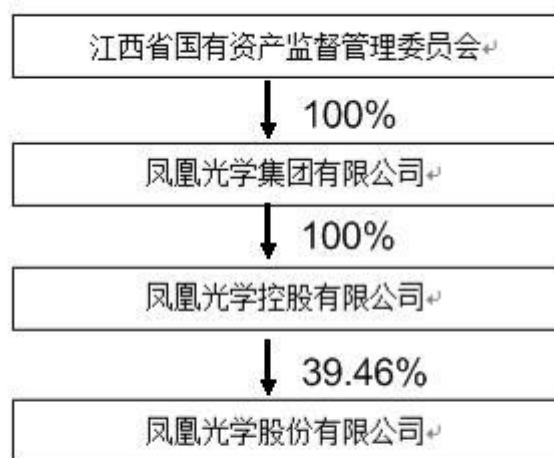 江西省国有资产监督管理委员会
100%
凤凰光学集团有限公司
100%
凤凰光学控股有限公司
39.46%
凤凰光学股份有限公司